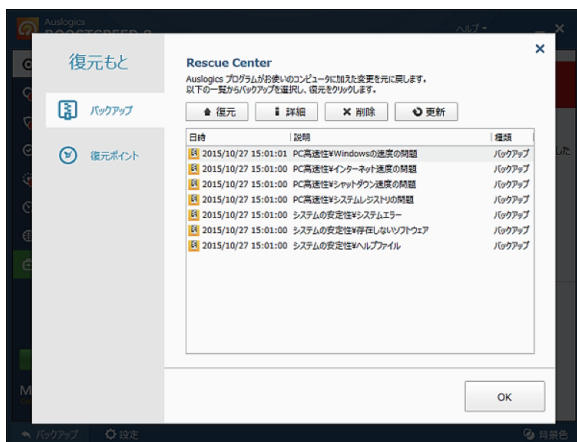 Auslogics
BOOSTSPEED 8
ヘルプ
復元もと
バックアップ
復元ポイント
Rescue Center
Auslogics プログラムがお使いのコンピュータに加えた変更を元に戻します。
以下の一覧からバックアップを選択し、復元をクリックします。
復元 詳細 削除 更新
日時 説明 種類
2015/10/27 15:01:01 PC高速性¥Windowsの速度の問題 バックアップ
2015/10/27 15:01:00 PC高速性¥インターネット速度の問題 バックアップ
2015/10/27 15:01:00 PC高速性¥シャットダウン速度の問題 バックアップ
2015/10/27 15:01:00 PC高速性¥システムレジストリの問題 バックアップ
2015/10/27 15:01:00 システムの安定性¥システムエラー バックアップ
2015/10/27 15:01:00 システムの安定性¥存在しないソフトウェア バックアップ
2015/10/27 15:01:00 システムの安定性¥ヘルプファイル バックアップ
した
OK
M
バックアップ 設定 背景色